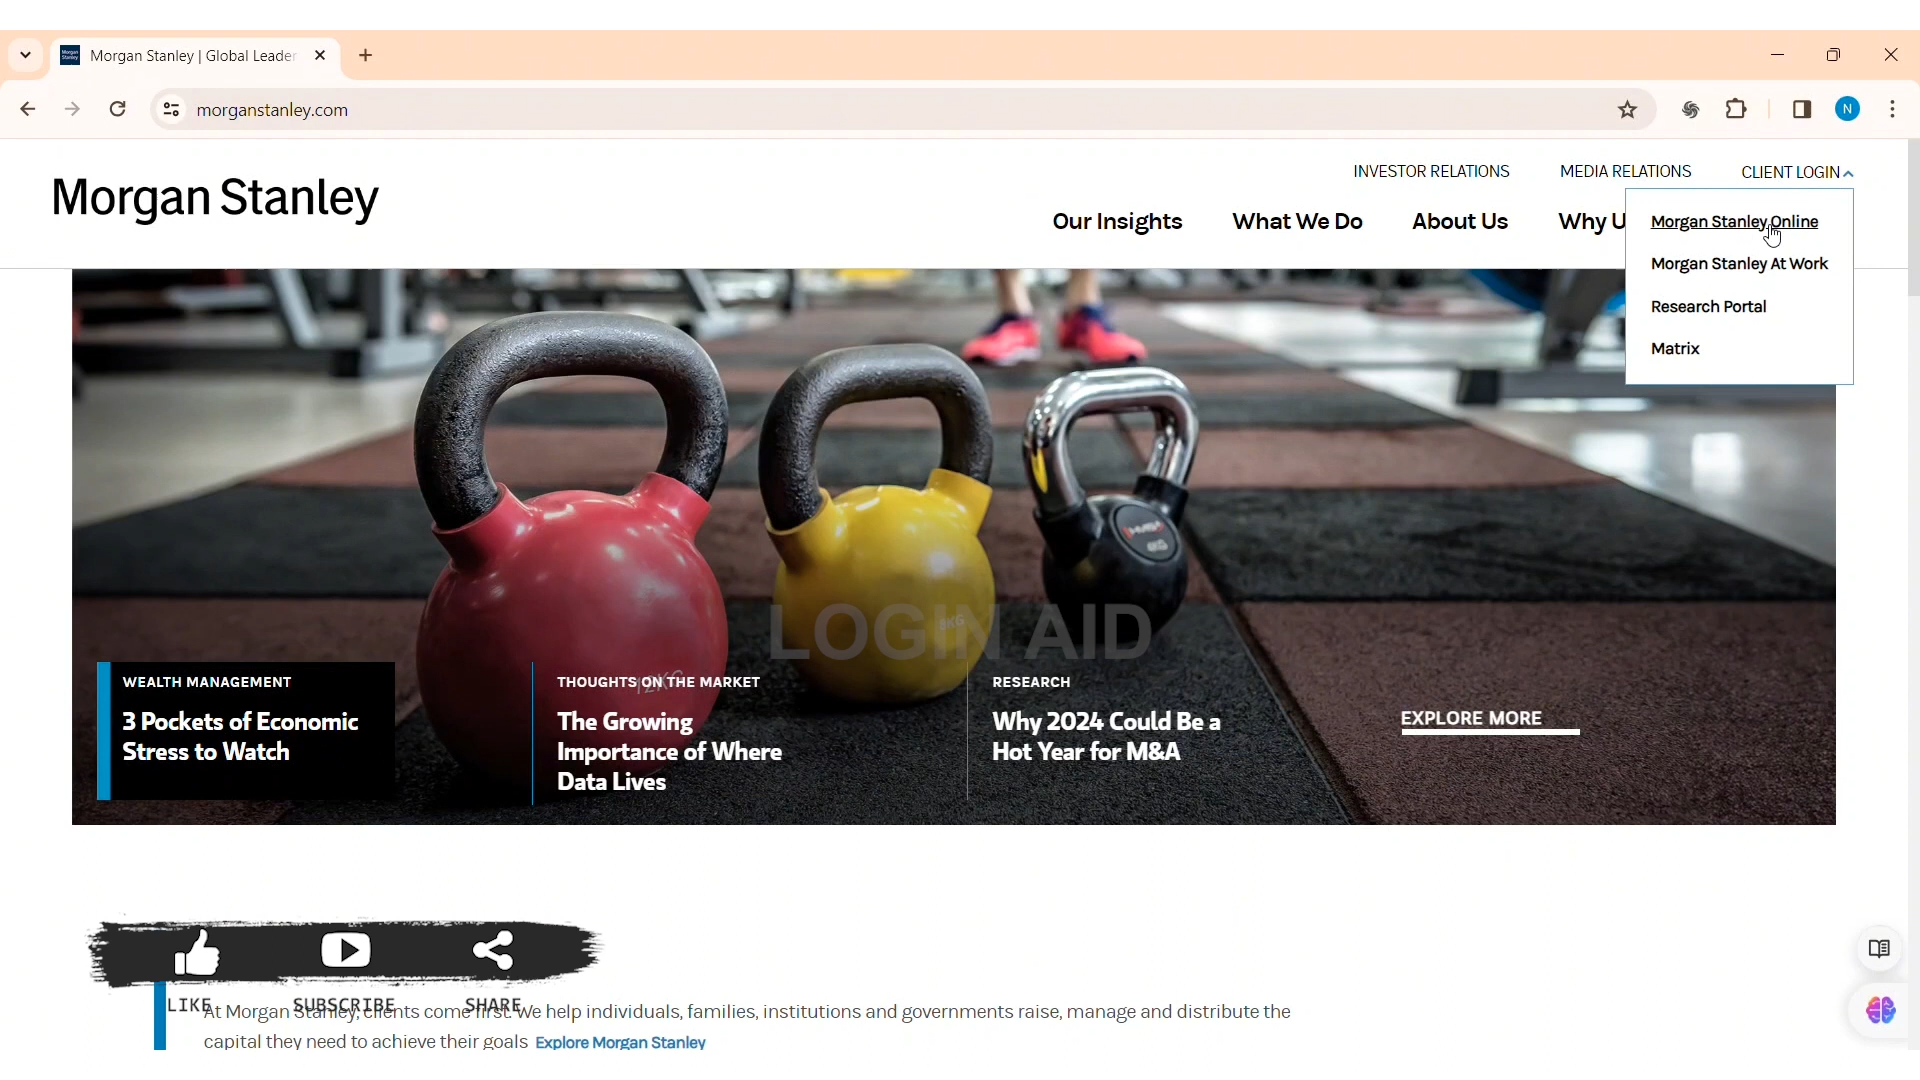 Morgan Stanley | Global Leader
morganstanley.com
N
INVESTOR RELATIONS
MEDIA RELATIONS
CLIENT LOGIN
Morgan Stanley
Our Insights
What We Do
About Us
Why U
Morgan Stanley Online
Morgan Stanley At Work
Research Portal
Matrix
LOGIN AID
12KG
8KG
WEALTH MANAGEMENT
3 Pockets of Economic
Stress to Watch
THOUGHTS ON THE MARKET
The Growing
Importance of Where
Data Lives
RESEARCH
Why 2024 Could Be a
Hot Year for M&A
EXPLORE MORE
LIKE
SUBSCRIBE
SHARE
At Morgan Stanley, clients come first. We help individuals, families, institutions and governments raise, manage and distribute the
capital they need to achieve their goals Explore Morgan Stanley